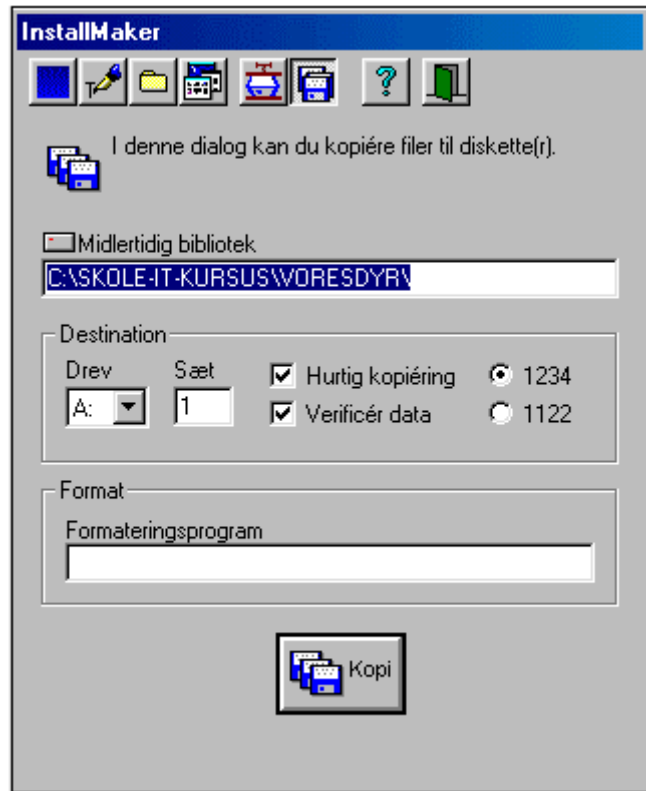 InstallMaker
I denne dialog kan du kopiére filer til diskette(r).
Midlertidig bibliotek
C:\SKOLE-IT-KURSUS\VORESDYR\
Destination
Drev Sæt
Hurtig kopiéring 1234
A: 1
Verificér data 1122
Format
Formateringsprogram
Kopi